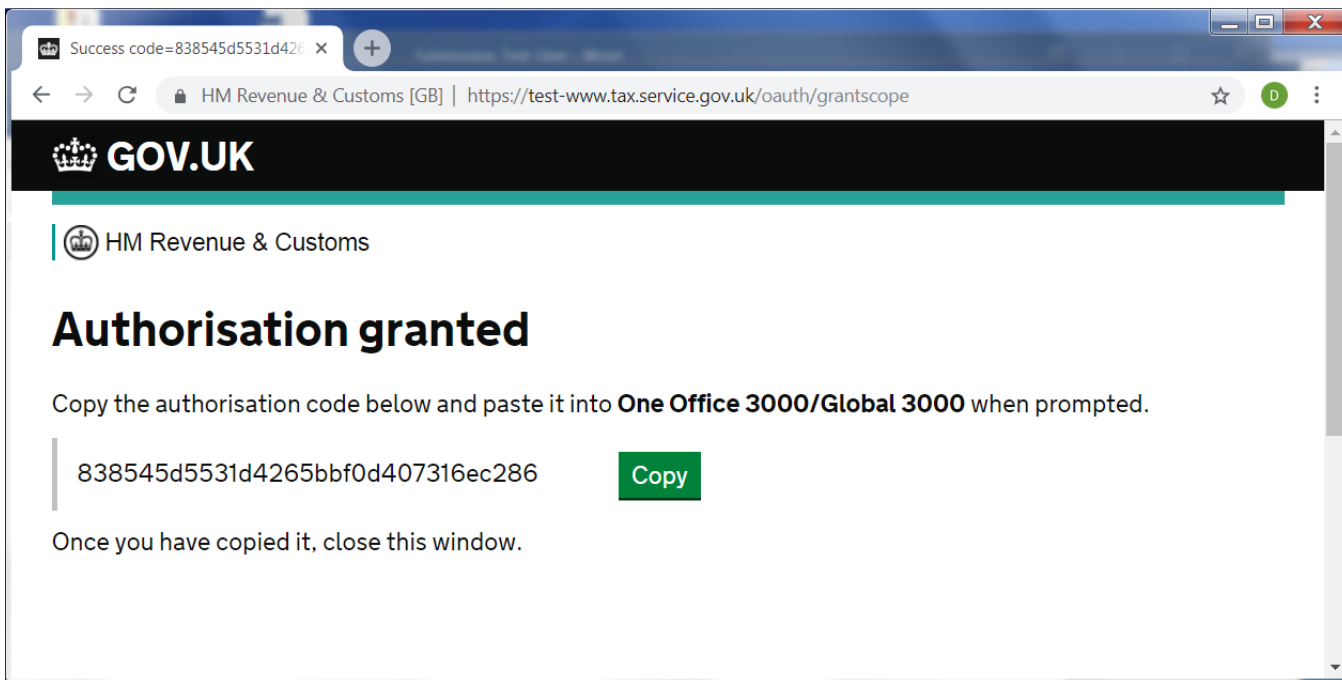 Success code=838545d5531d426
HM Revenue & Customs [GB] | https://test-www.tax.service.gov.uk/oauth/grantscope
D
GOV.UK
HM Revenue & Customs
Authorisation granted
Copy the authorisation code below and paste it into One Office 3000/Global 3000 when prompted.
838545d5531d4265bbf0d407316ec286 Copy
Once you have copied it, close this window.